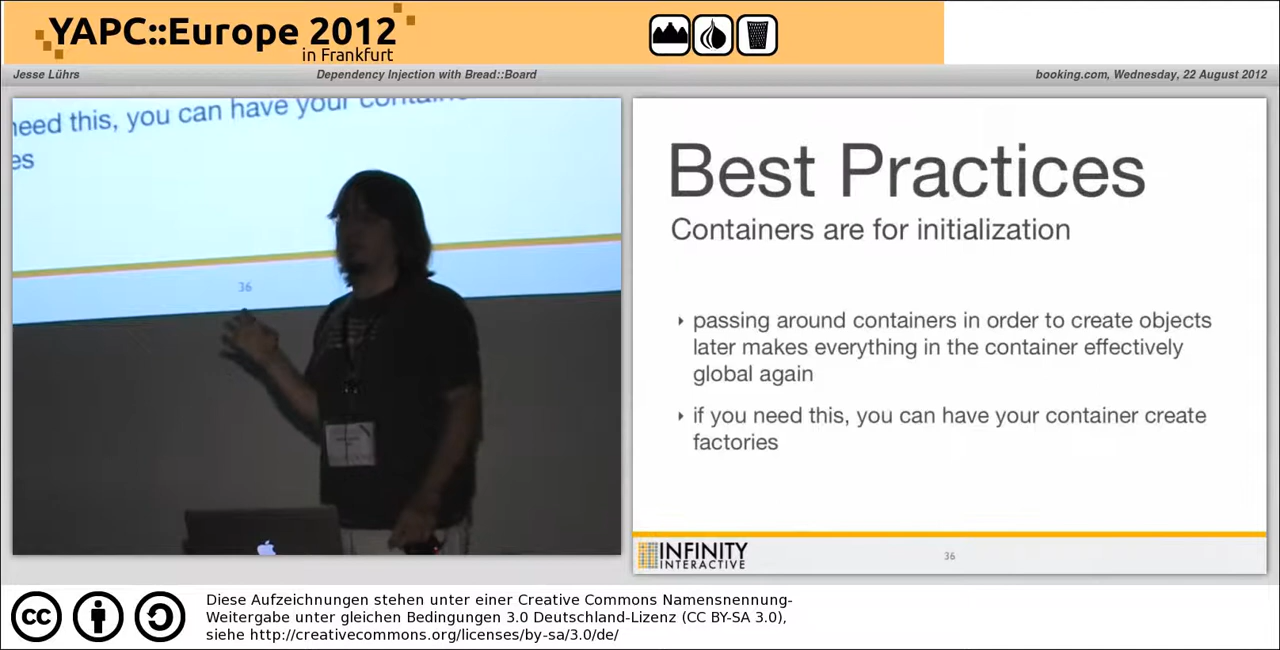 YAPC::Europe 2012
in Frankfurt
Jesse Lührs
Dependency Injection with Bread::Board
booking.com, Wednesday, 22 August 2012
need this, you can have your
es
36
Best Practices
Containers are for initialization
passing around containers in order to create objects
later makes everything in the container effectively
global again
if you need this, you can have your container create
factories
INFINITY
INTERACTIVE
36
cc
Diese Aufzeichnungen stehen unter einer Creative Commons Namensnennung-
Weitergabe unter gleichen Bedingungen 3.0 Deutschland-Lizenz (CC BY-SA 3.0),
siehe http://creativecommons.org/licenses/by-sa/3.0/de/